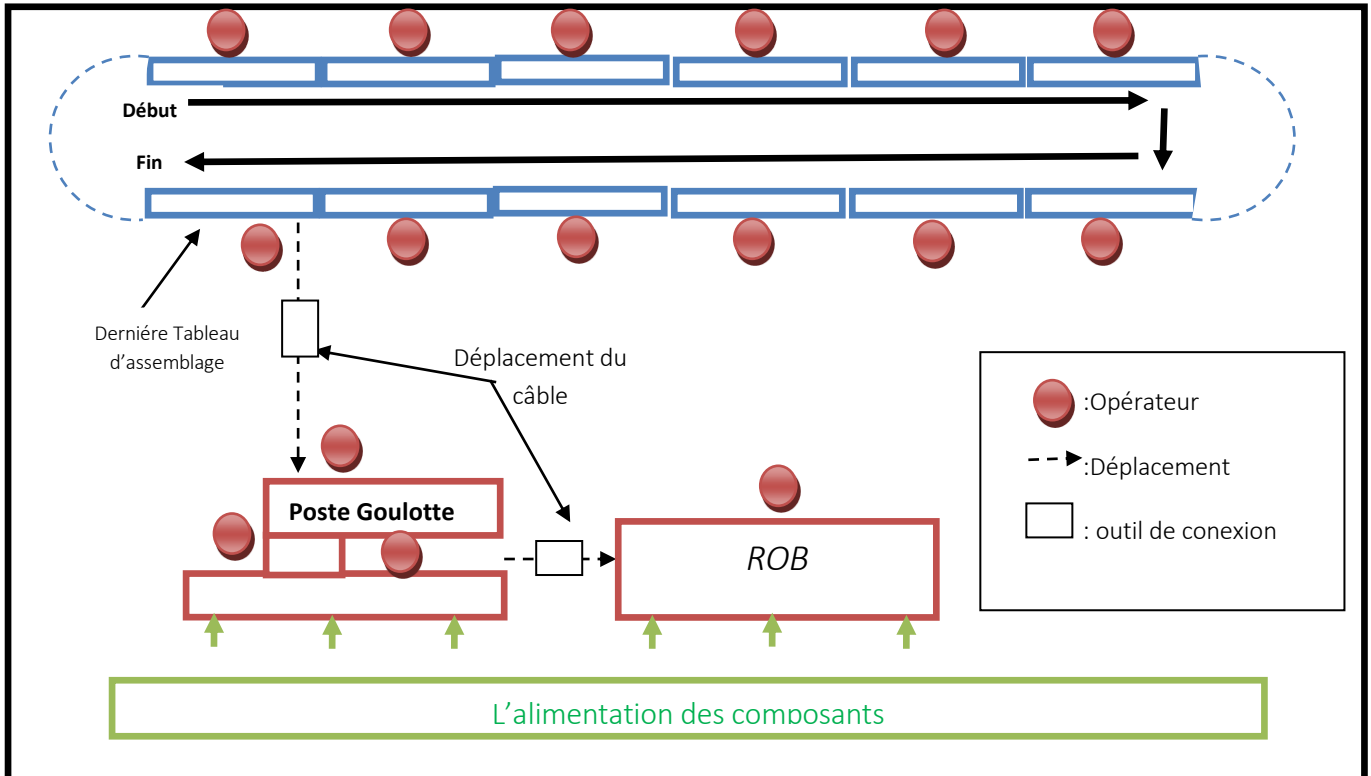 Début
Fin
Derniére Tableau
d'assemblage
Déplacement du
câble
:Opérateur
:Déplacement
: outil de conexion
Poste Goulotte
ROB
L'alimentation des composants